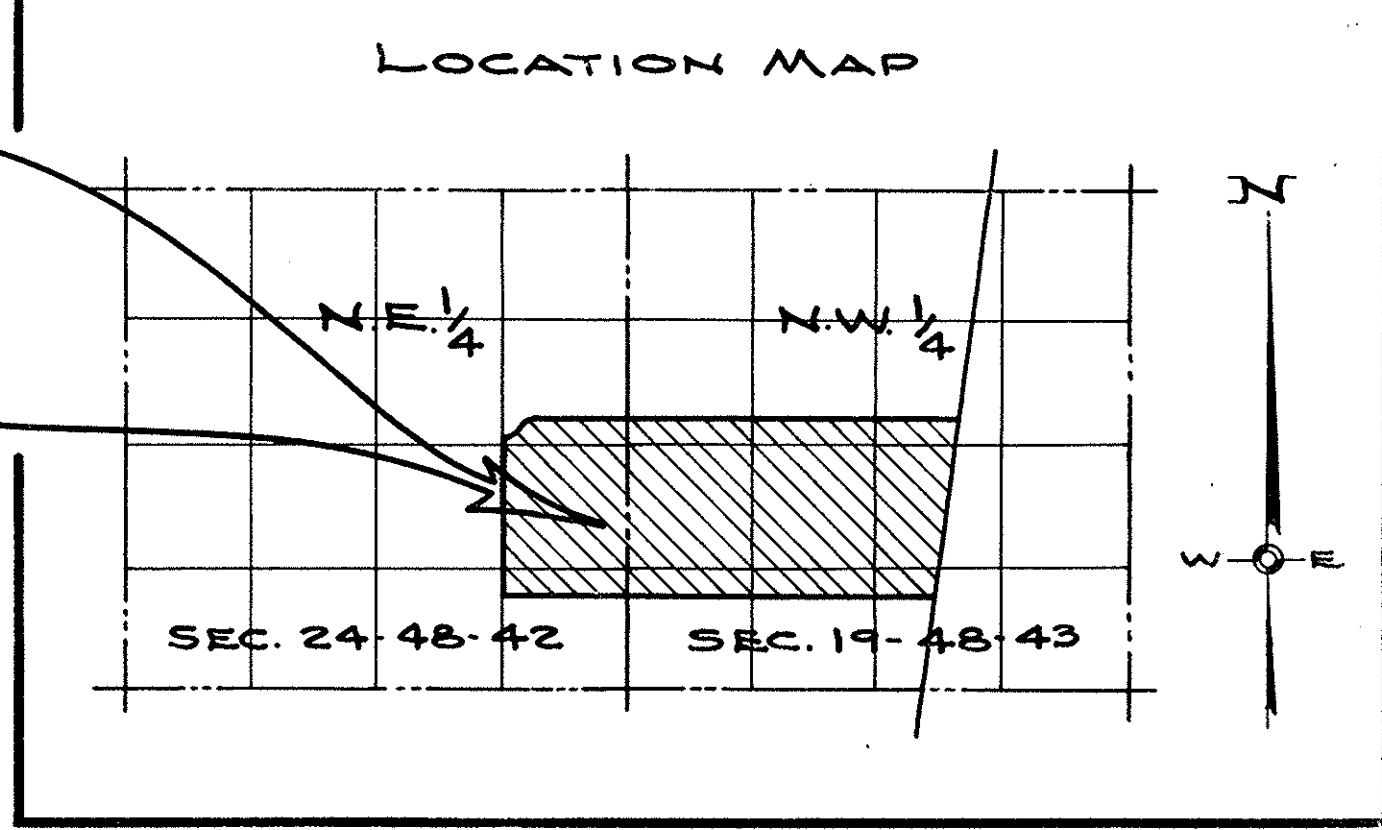 LOCATION MAP
N
N.E. 1/4
N.W. 1/4
W E
SEC. 24-48-42
SEC. 19-48-43